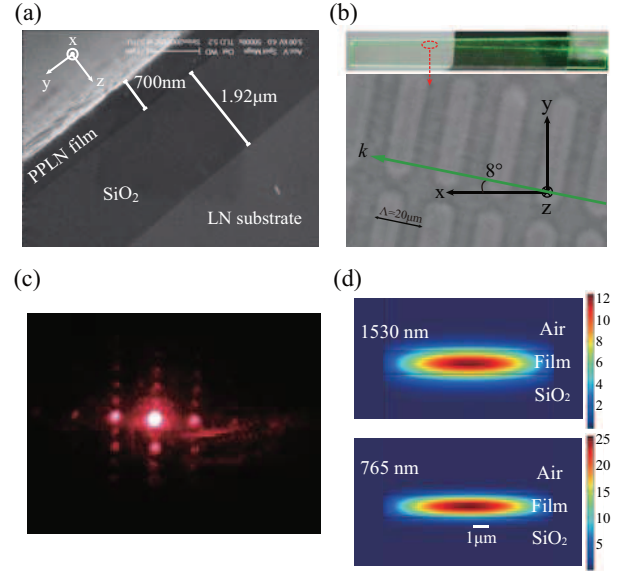 (a)
x
y
z
700nm
1.92μm
PPLN film
SiO₂
LN substrate
(b)
y
k
8°
x
z
Λ=20μm
(c)
(d)
1530 nm
Air
Film
SiO₂
12
10
8
6
4
2
765 nm
Air
Film
SiO₂
1μm
25
20
15
10
5
0